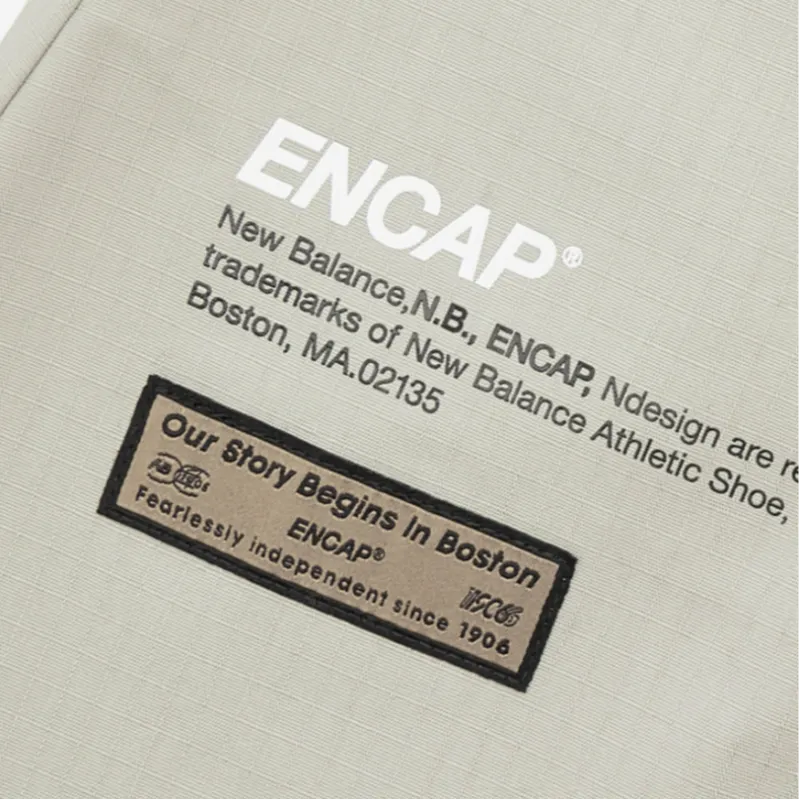 ENCAP®
New Balance,N.B., ENCAP, Ndesign are re
trademarks of New Balance Athletic Shoe,
Boston, MA.02135
Our Story Begins In Boston
ENCAP®
Fearlessly independent since 1906